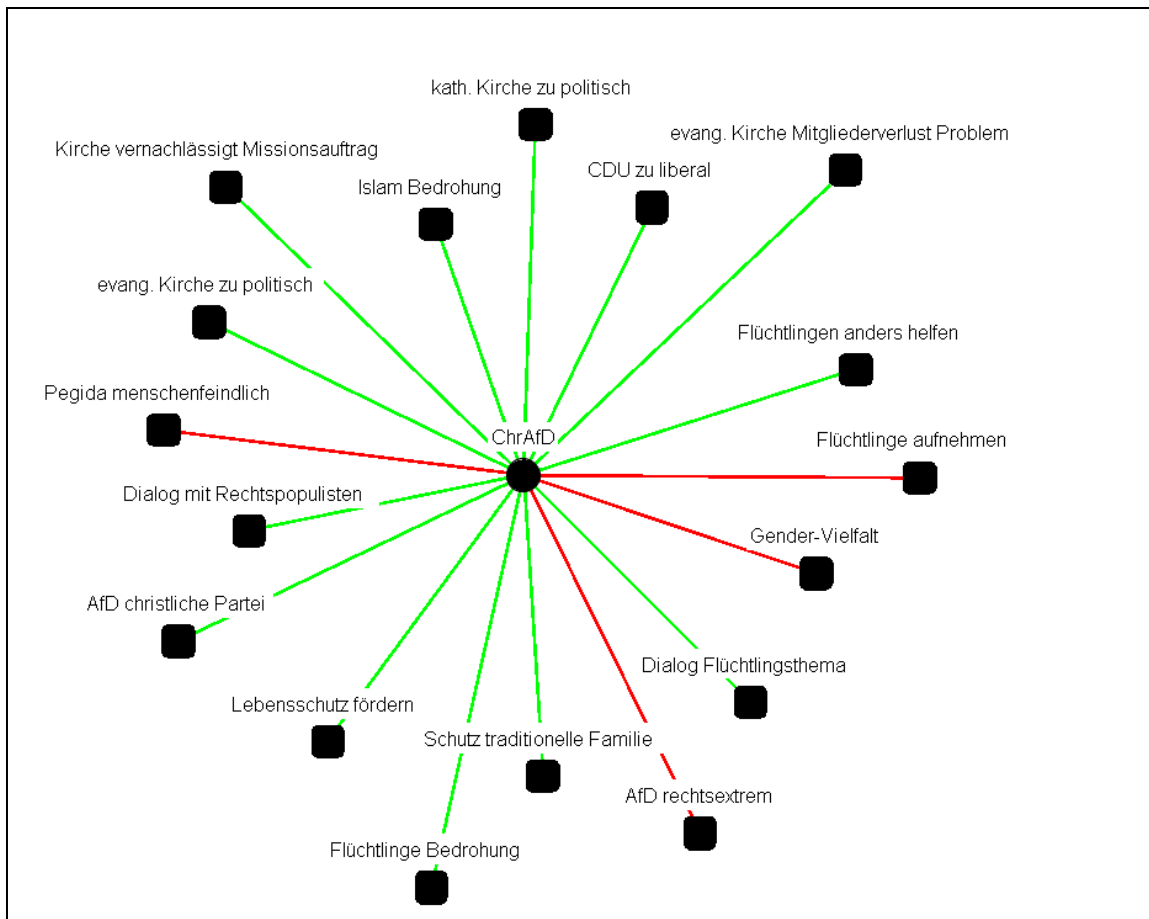 kath. Kirche zu politisch
evang. Kirche Mitgliederverlust Problem
Kirche vernachlässigt Missionsauftrag
CDU zu liberal
Islam Bedrohung
evang. Kirche zu politisch
Flüchtlingen anders helfen
Pegida menschenfeindlich
ChrAfD
Flüchtlinge aufnehmen
Dialog mit Rechtspopulisten
Gender-Vielfalt
AfD christliche Partei
Dialog Flüchtlingsthema
Lebensschutz fördern
Schutz traditionelle Familie
AfD rechtsextrem
Flüchtlinge Bedrohung